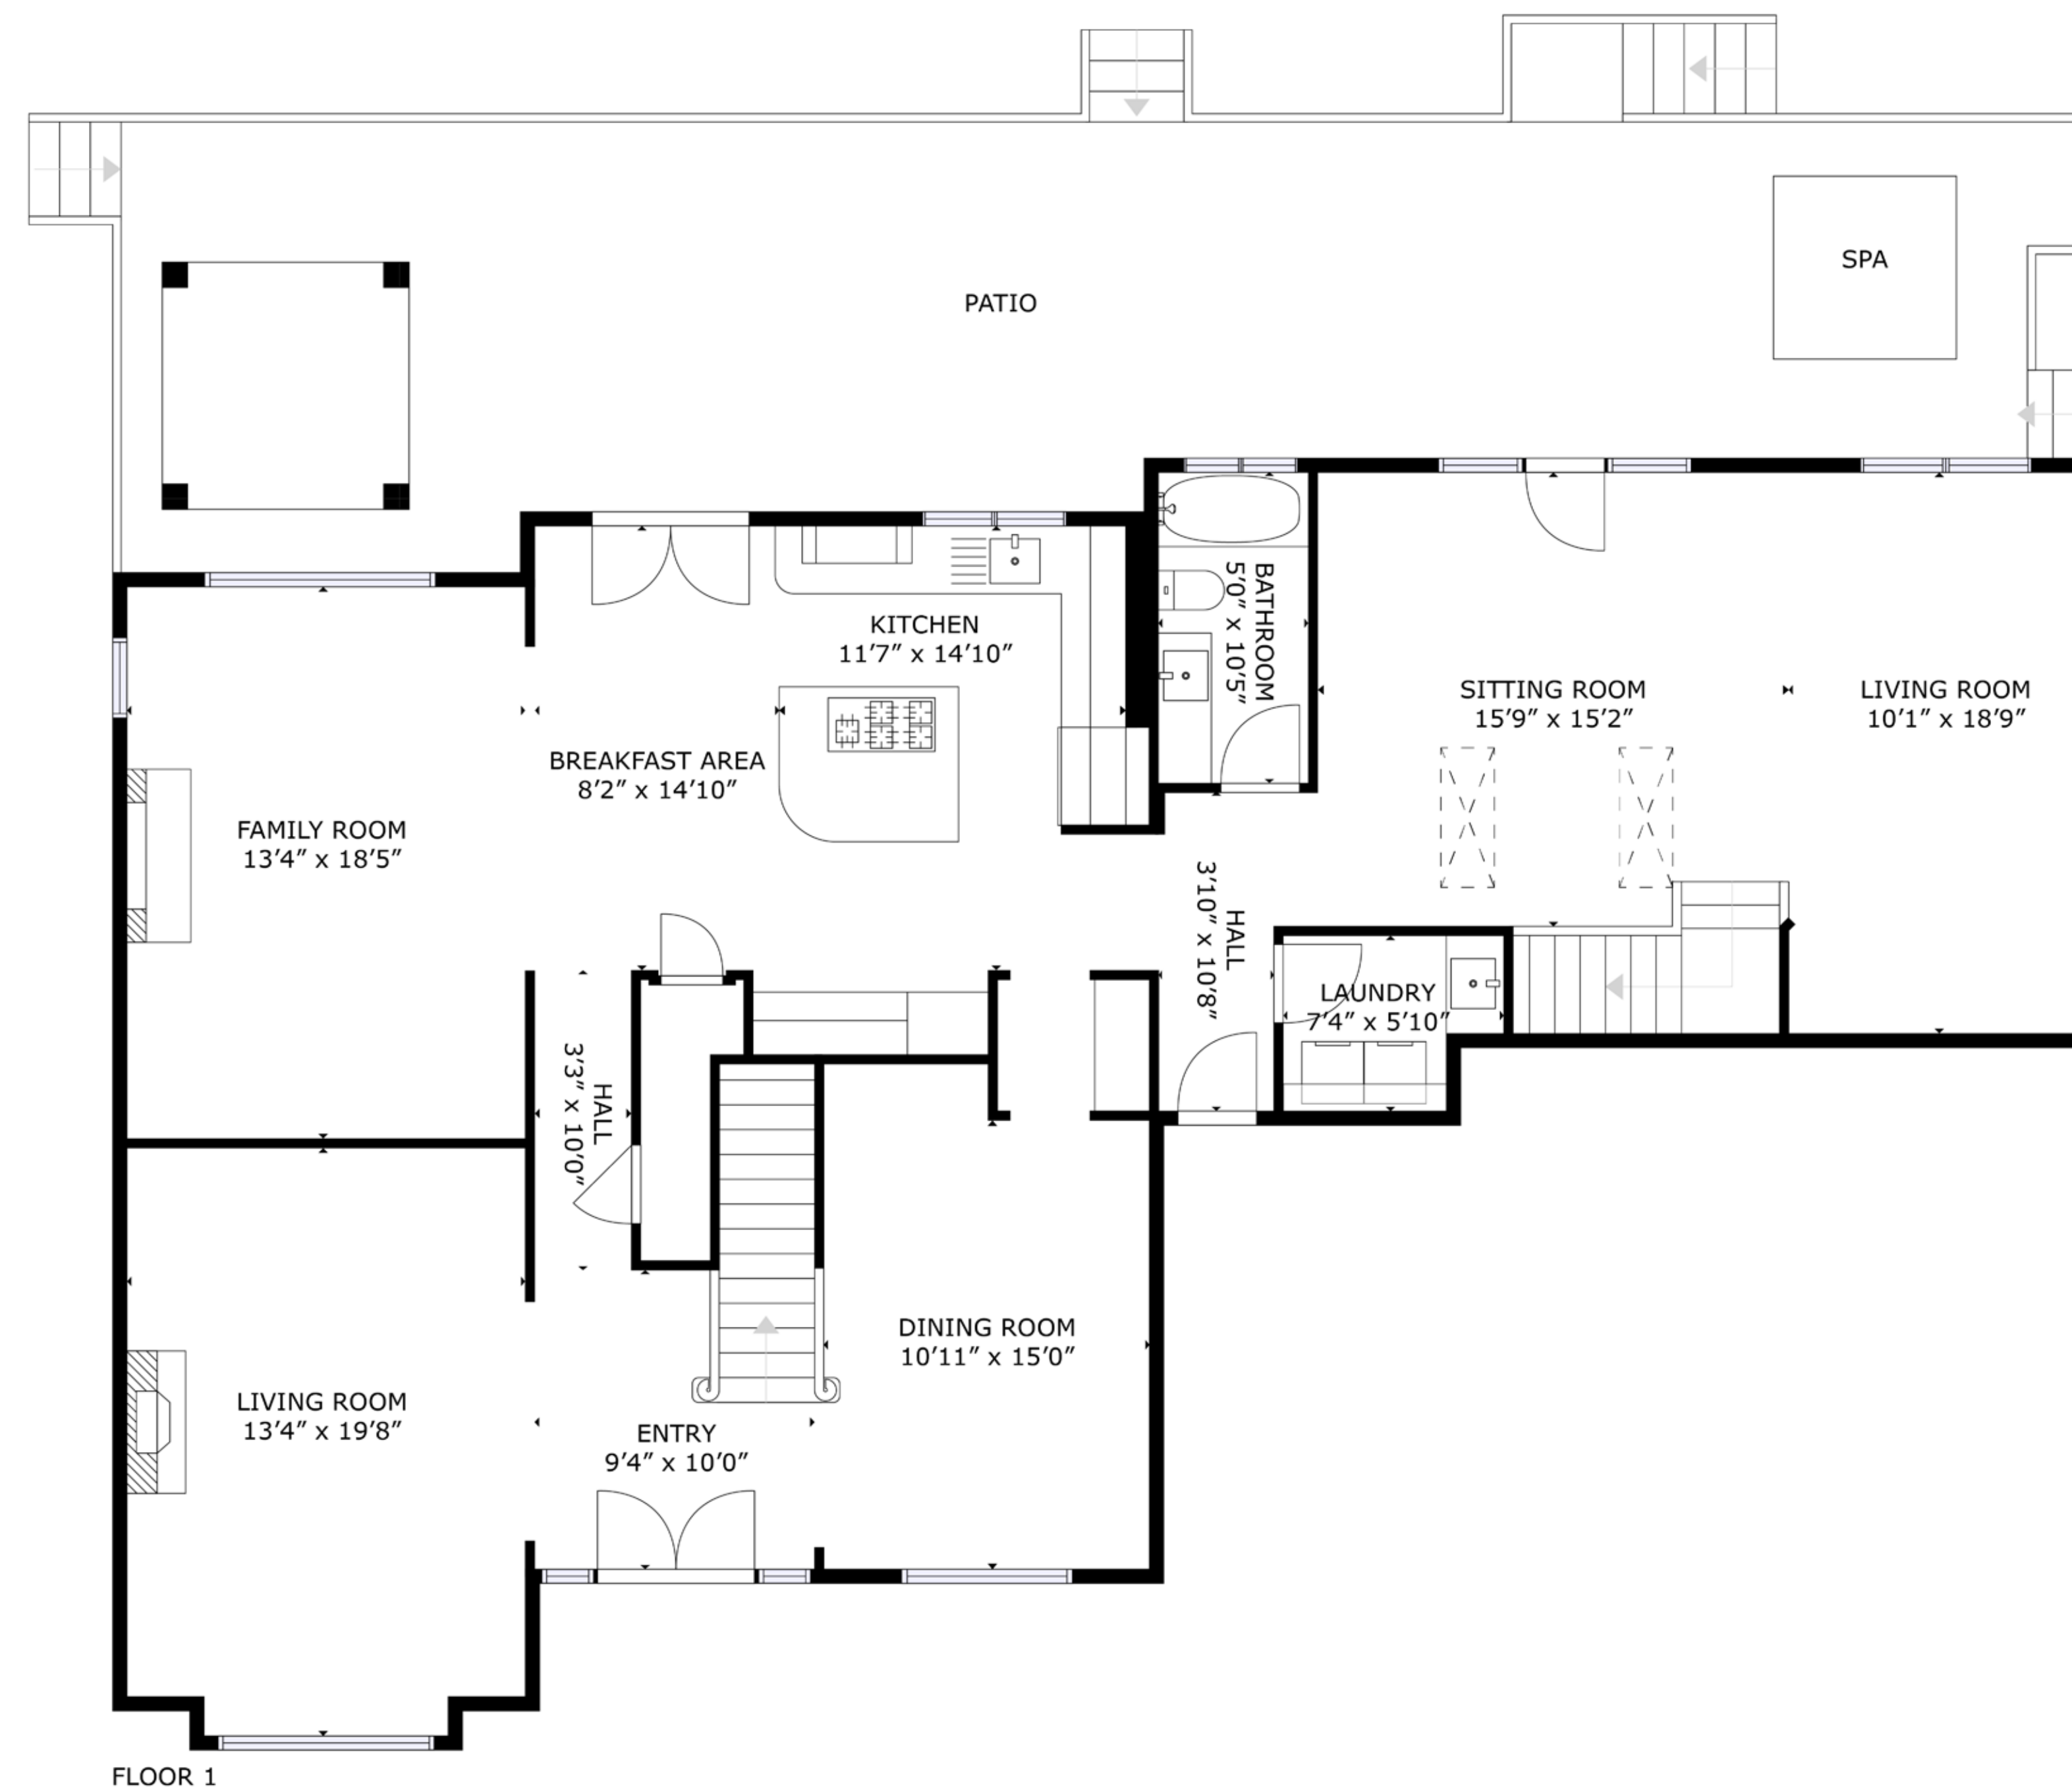 SPA
PATIO
KITCHEN
11’7” x 14’10”
BATHROOM
5’0” x 10’5”
SITTING ROOM
15’9” x 15’2”
LIVING ROOM
10’1” x 18’9”
BREAKFAST AREA
8’2” x 14’10”
FAMILY ROOM
13’4” x 18’5”
HALL
3’10” x 10’8”
LAUNDRY
7’4” x 5’10”
HALL
3’3” x 10’0”
DINING ROOM
10’11” x 15’0”
LIVING ROOM
13’4” x 19’8”
ENTRY
9’4” x 10’0”
FLOOR 1